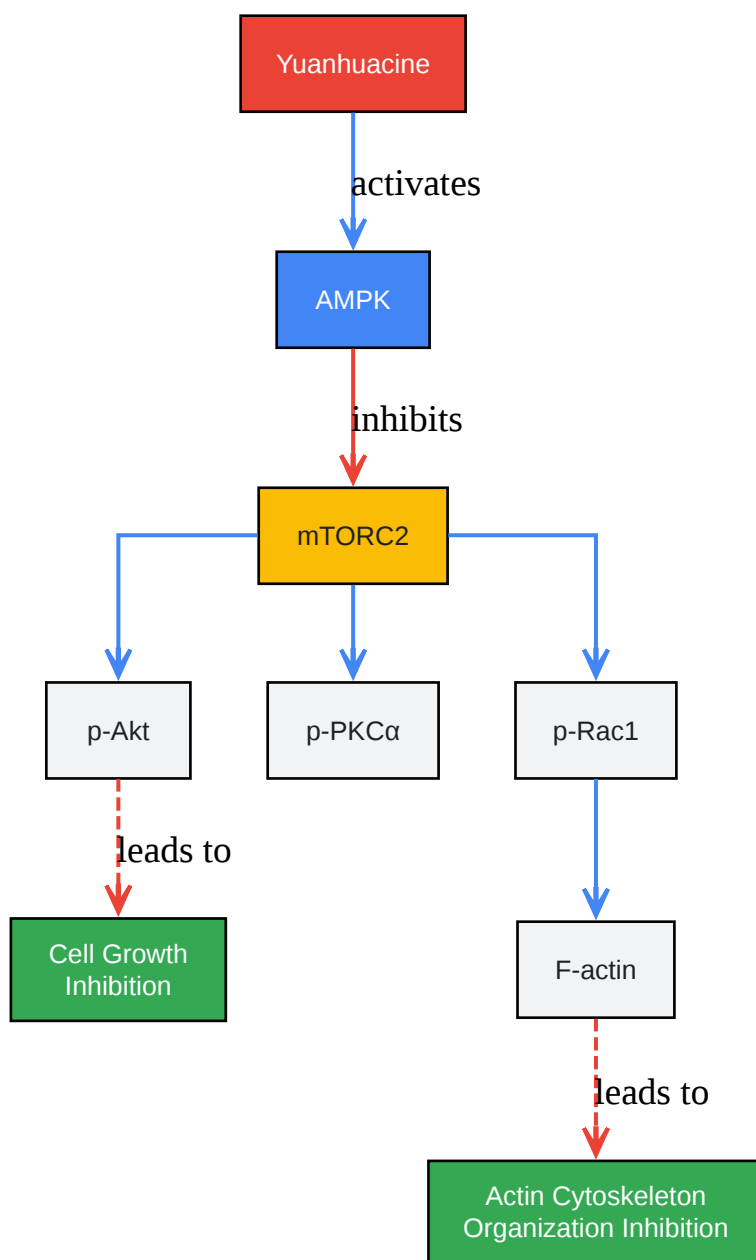 Yuanhuacine
activates
AMPK
inhibits
mTORC2
p-Akt
p-PKCα
p-Rac1
leads to
Cell Growth
Inhibition
F-actin
leads to
Actin Cytoskeleton
Organization Inhibition